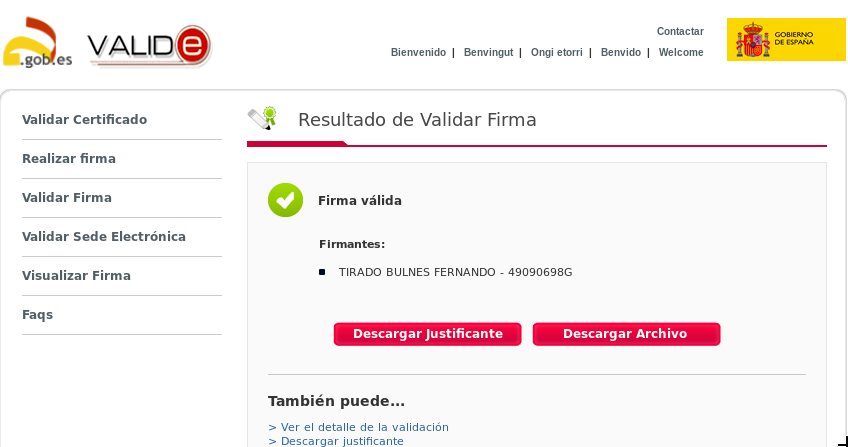 .gob.es
VALIDe
Contactar
Bienvenido | Benvingut | Ongi etorri | Benvido | Welcome
GOBIERNO
DE ESPAÑA
Validar Certificado
Realizar firma
Validar Firma
Validar Sede Electrónica
Visualizar Firma
Faqs
Resultado de Validar Firma
Firma válida
Firmantes:
TIRADO BULNES FERNANDO - 49090698G
Descargar Justificante
Descargar Archivo
También puede...
> Ver el detalle de la validación
> Descargar justificante